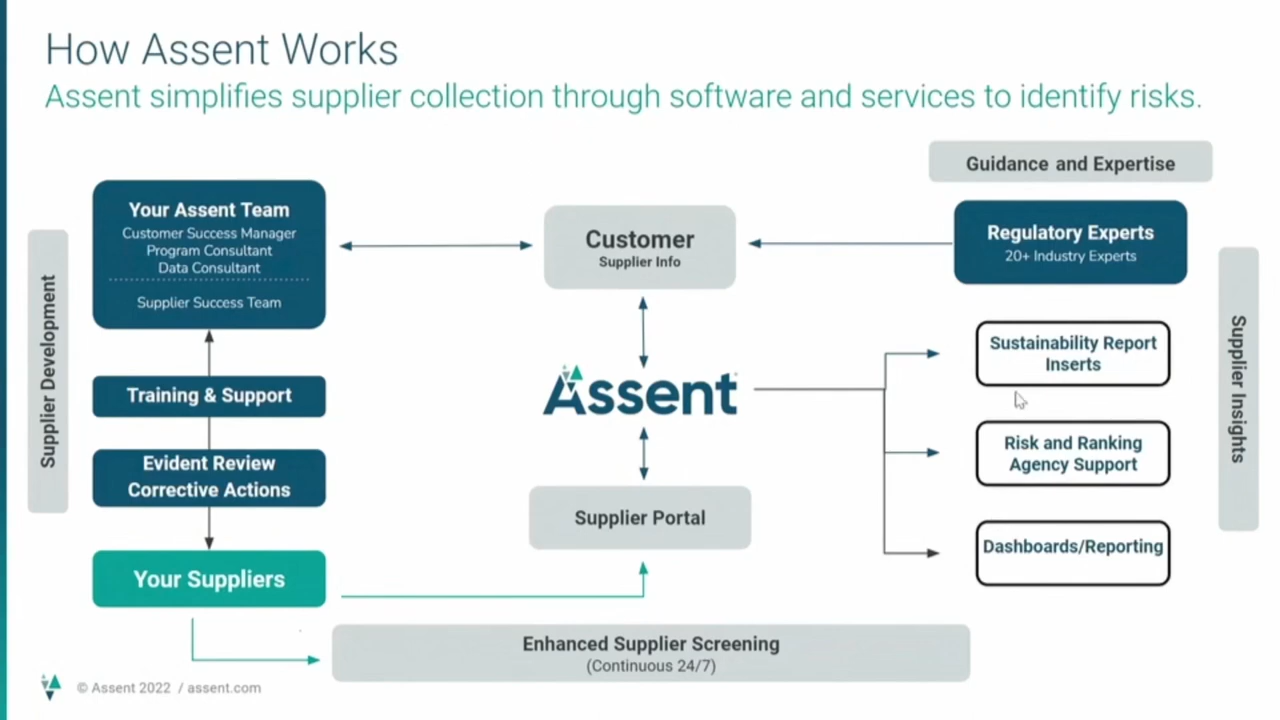 How Assent Works
Assent simplifies supplier collection through software and services to identify risks.
Guidance and Expertise
Your Assent Team
Customer Success Manager
Program Consultant
Data Consultant
Supplier Success Team
Customer
Supplier Info
Regulatory Experts
20+ Industry Experts
Supplier Development
Training & Support
Evident Review
Corrective Actions
Your Suppliers
Assent
Supplier Portal
Sustainability Report
Inserts
Risk and Ranking
Agency Support
Dashboards/Reporting
Supplier Insights
Enhanced Supplier Screening
(Continuous 24/7)
© Assent 2022 / assent.com